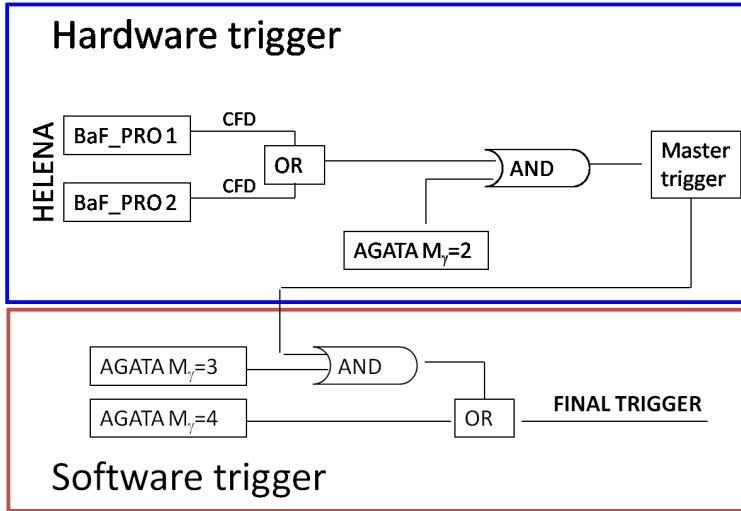 Hardware trigger
HELENA
BaF_PRO 1
CFD
BaF_PRO 2
CFD
OR
AND
Master
trigger
AGATA Mγ=2
AGATA Mγ=3
AND
AGATA Mγ=4
OR
FINAL TRIGGER
Software trigger